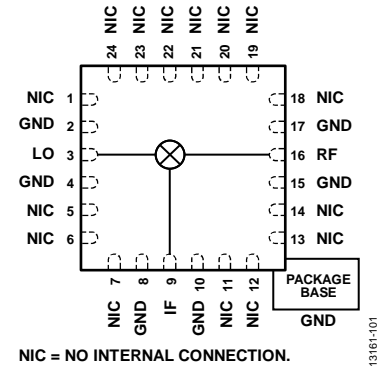 NIC NIC NIC NIC NIC NIC
24 23 22 21 20 19
NIC 1
GND 2
LO 3
GND 4
NIC 5
NIC 6
18 NIC
17 GND
16 RF
15 GND
14 NIC
13 NIC
7 8 9 10 11 12
NIC GND IF GND NIC NIC
PACKAGE
BASE
GND
NIC = NO INTERNAL CONNECTION.
13161-101